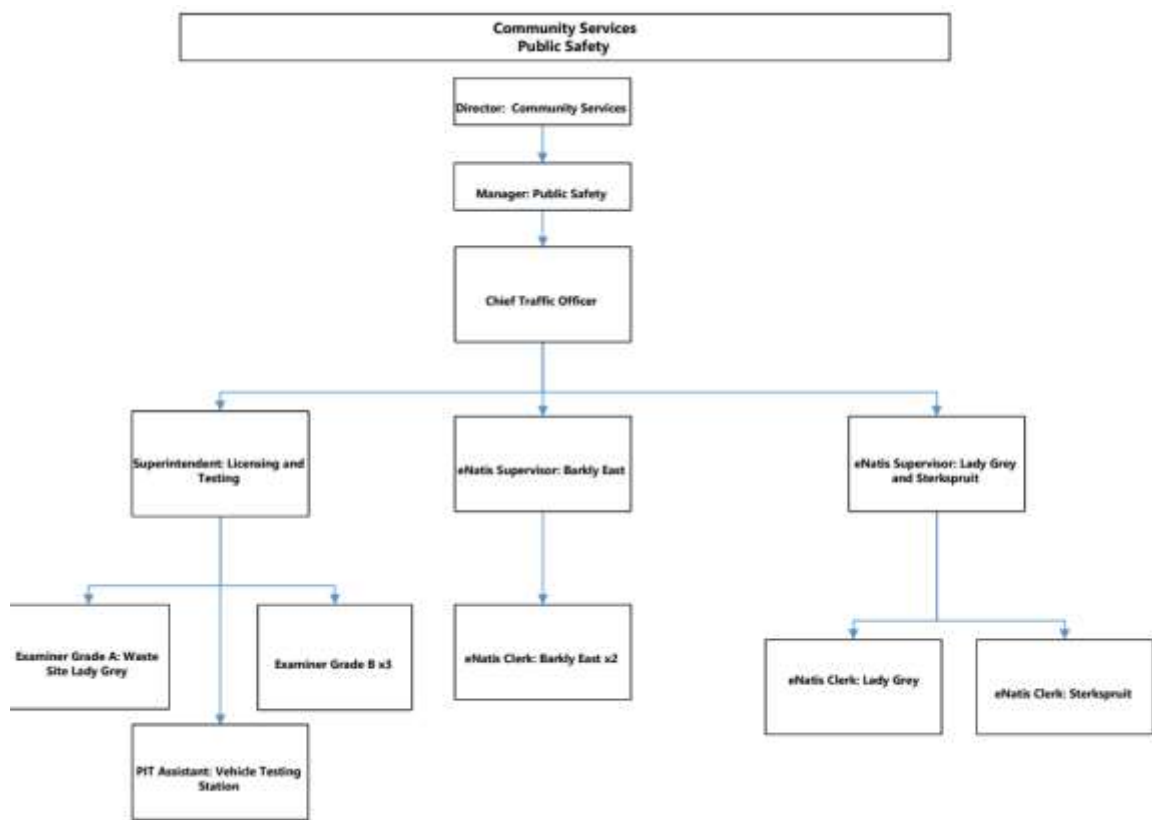 Community Services
Public Safety
Director: Community Services
Manager: Public Safety
Chief Traffic Officer
Superintendent: Licensing and
Testing
eNatis Supervisor: Barkly East
eNatis Supervisor: Lady Grey
and Sterkspruit
Examiner Grade A: Waste
Site Lady Grey
Examiner Grade B x3
eNatis Clerk: Barkly East x2
eNatis Clerk: Lady Grey
eNatis Clerk: Sterkspruit
PIT Assistant: Vehicle Testing
Station